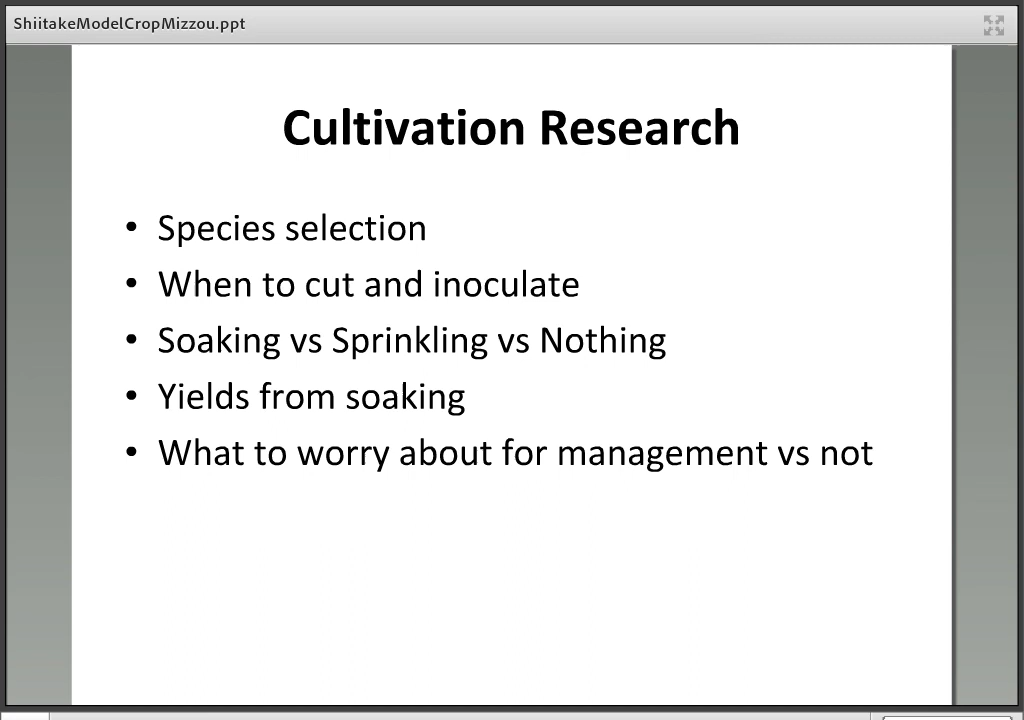 ShiitakeModelCropMizzou.ppt
Cultivation Research
• Species selection
• When to cut and inoculate
• Soaking vs Sprinkling vs Nothing
• Yields from soaking
• What to worry about for management vs not